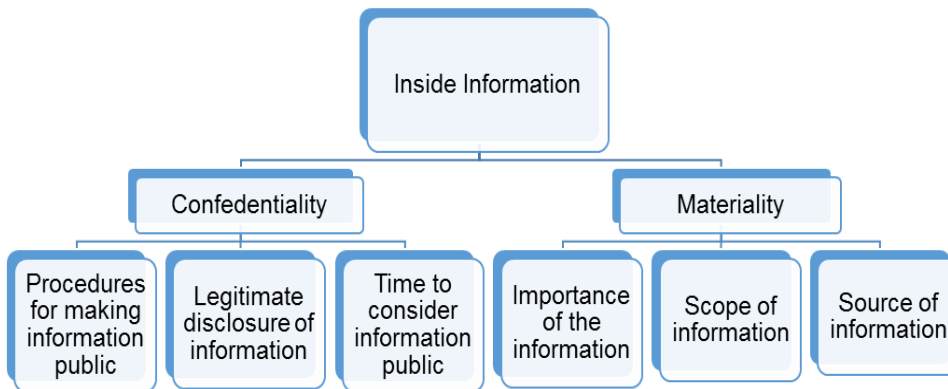 Inside Information
Confedentiality
Materiality
Procedures
for making
information
public
Legitimate
disclosure of
information
Time to
consider
information
public
Importance
of the
information
Scope of
information
Source of
information